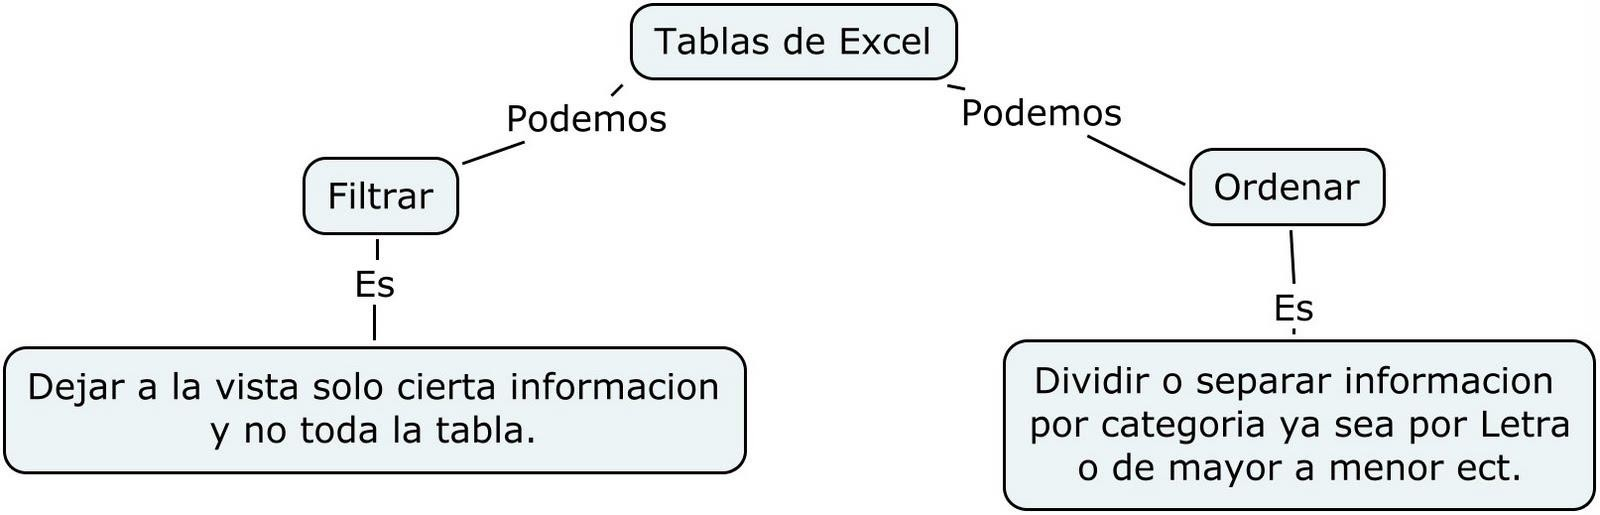 Tablas de Excel
Podemos
Podemos
Filtrar
Ordenar
Es
Es
Dejar a la vista solo cierta informacion
y no toda la tabla.
Dividir o separar informacion
por categoria ya sea por Letra
o de mayor a menor ect.